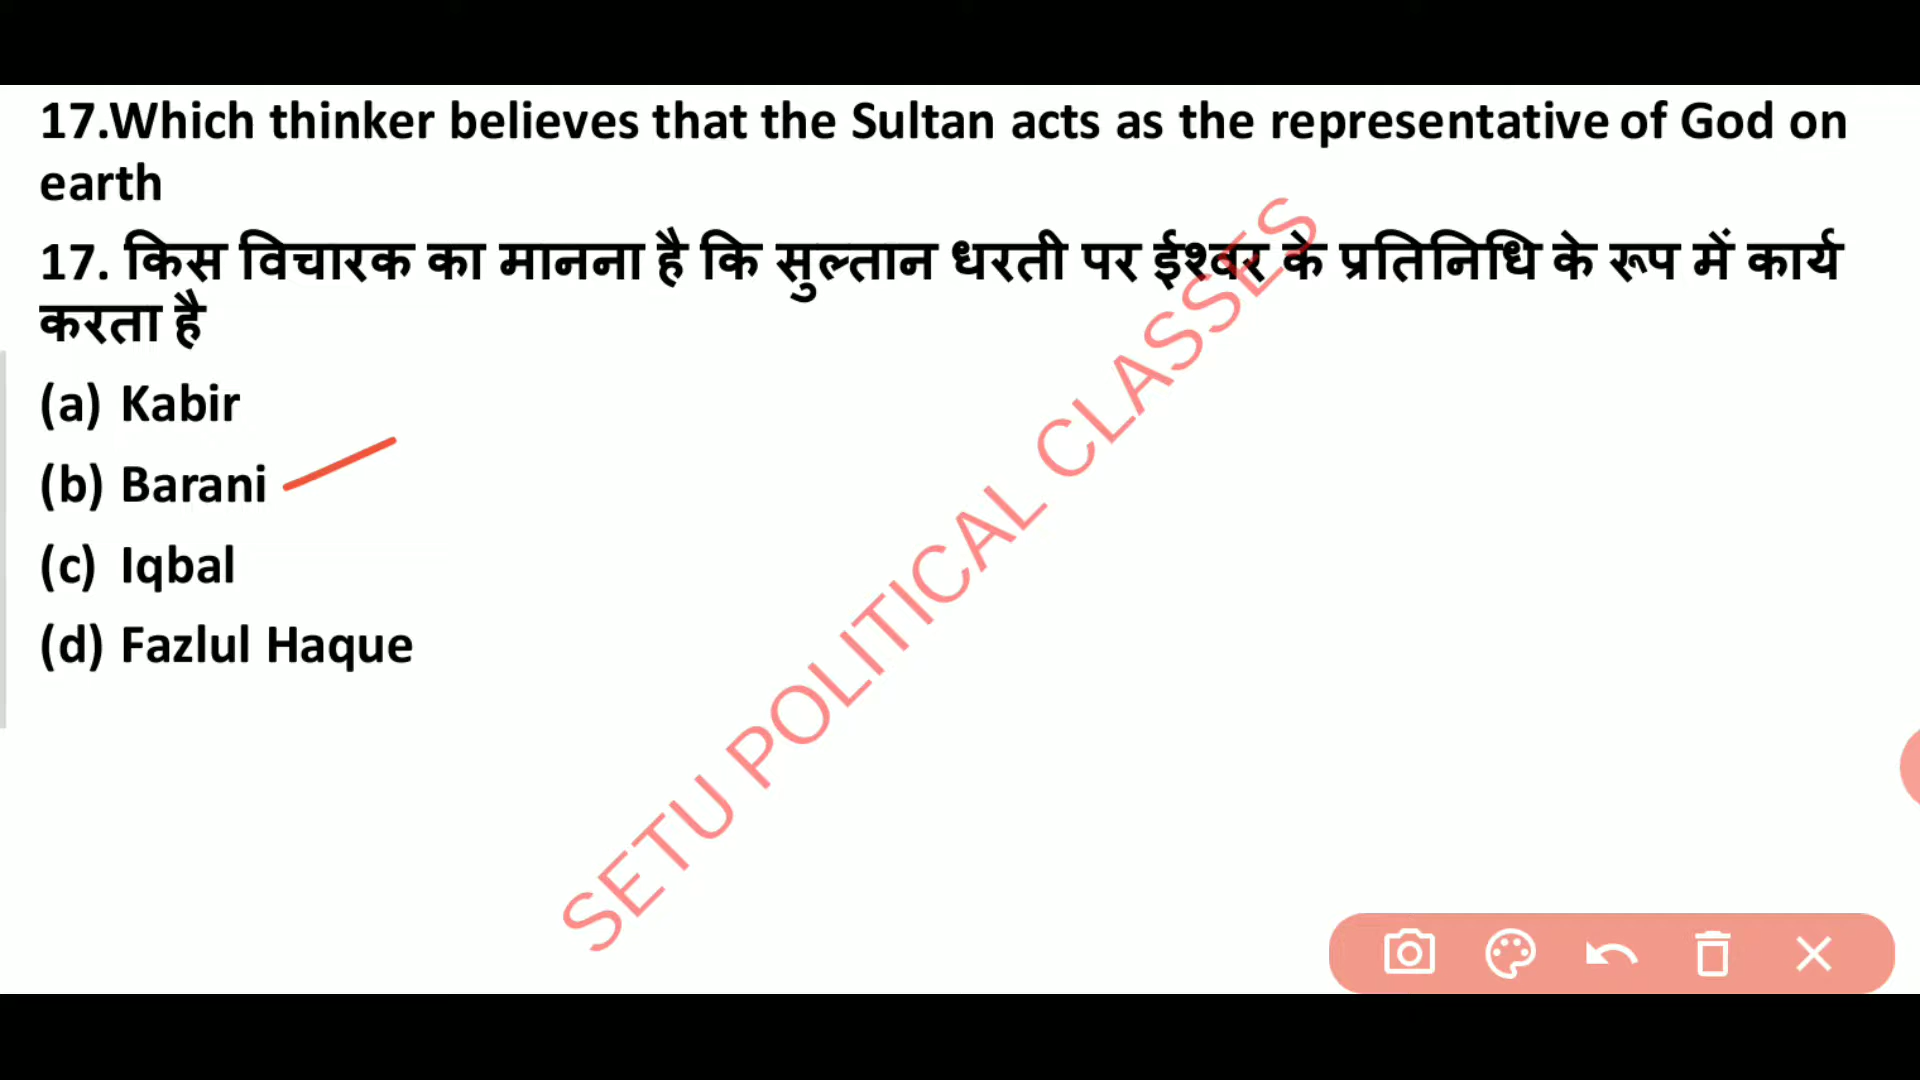 17.Which thinker believes that the Sultan acts as the representative of God on
earth
17. किस विचारक का मानना है कि सुल्तान धरती पर ईश्वर के प्रतिनिधि के रूप में कार्य
करता है
(a) Kabir
(b) Barani
(c) Iqbal
(d) Fazlul Haque
SETU POLITICAL CLASSES